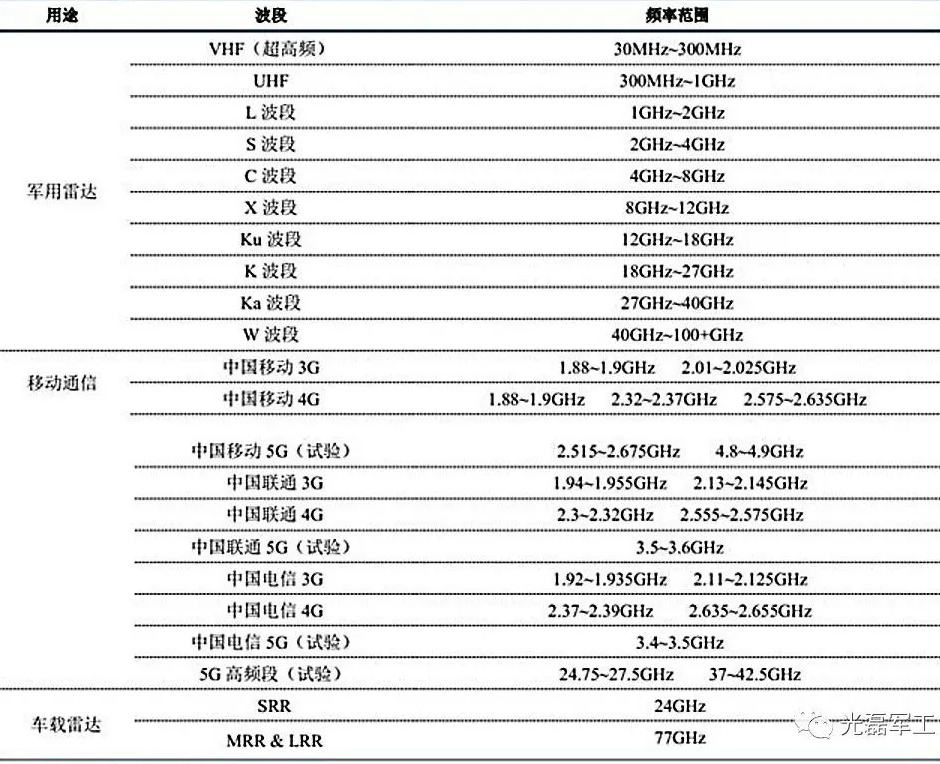 用途 波段 频率范围
VHF（超高频） 30MHz~300MHz
UHF 300MHz~1GHz
L 波段 1GHz~2GHz
S 波段 2GHz~4GHz
C 波段 4GHz~8GHz
军用雷达
X 波段 8GHz~12GHz
Ku 波段 12GHz~18GHz
K 波段 18GHz~27GHz
Ka 波段 27GHz~40GHz
W 波段 40GHz~100+GHz
中国移动 3G 1.88~1.9GHz 2.01~2.025GHz
移动通信
中国移动 4G 1.88~1.9GHz 2.32~2.37GHz 2.575~2.635GHz
中国移动 5G（试验） 2.515~2.675GHz 4.8~4.9GHz
中国联通 3G 1.94~1.955GHz 2.13~2.145GHz
中国联通 4G 2.3~2.32GHz 2.555~2.575GHz
中国联通 5G（试验） 3.5~3.6GHz
中国电信 3G 1.92~1.935GHz 2.11~2.125GHz
中国电信 4G 2.37~2.39GHz 2.635~2.655GHz
中国电信 5G（试验） 3.4~3.5GHz
5G 高频段（试验） 24.75~27.5GHz 37~42.5GHz
SRR 24GHz
车载雷达
MRR & LRR 77GHz
光磊军工